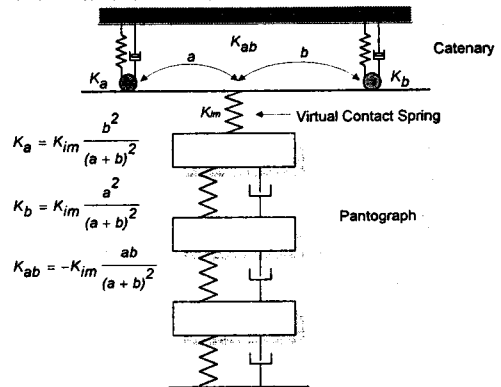 Catenary
K_ab
a
b
K_a
K_b
K_im
Virtual Contact Spring
K_a = K_im b^2 / (a + b)^2
K_b = K_im a^2 / (a + b)^2
Pantograph
K_ab = -K_im ab / (a + b)^2